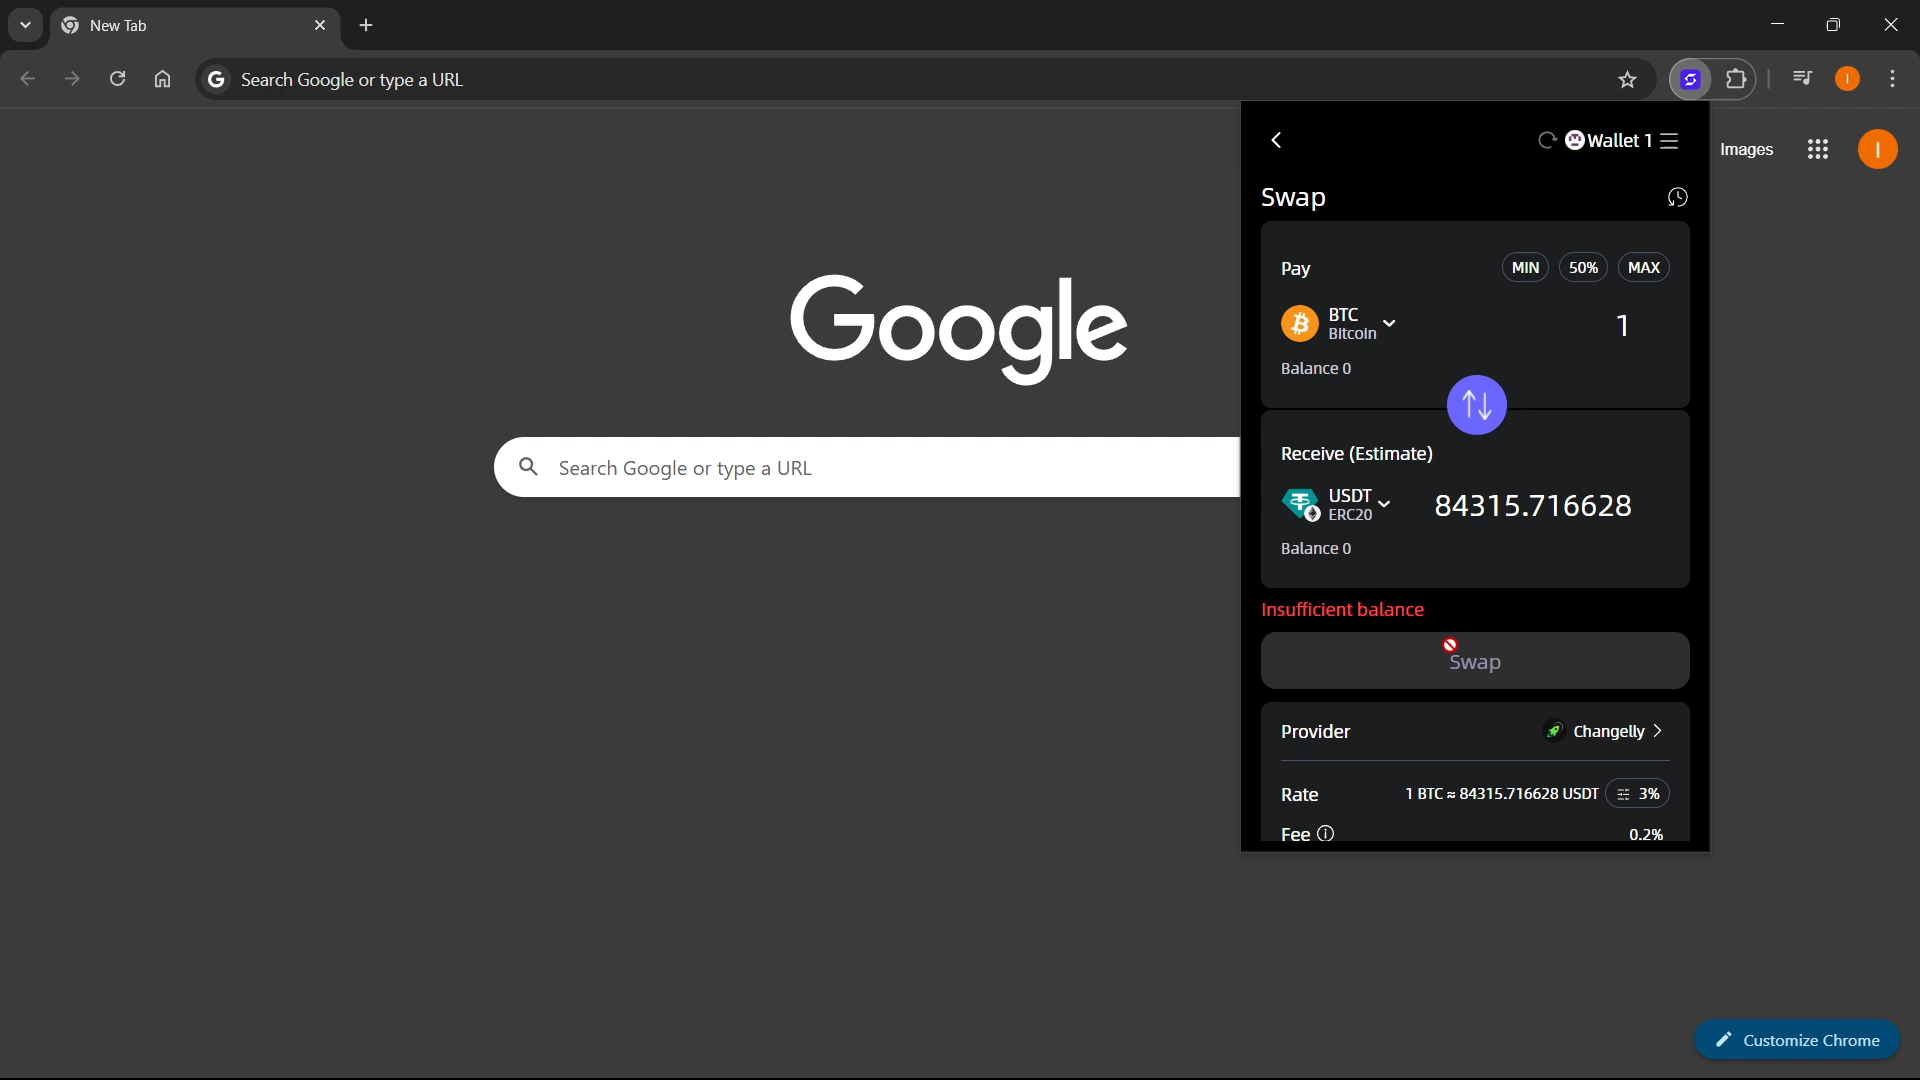 New Tab
Search Google or type a URL
Wallet 1
Images
Swap
Pay
MIN
50%
MAX
BTC
Bitcoin
1
Balance 0
Google
Search Google or type a URL
Receive (Estimate)
USDT
ERC20
84315.716628
Balance 0
Insufficient balance
Swap
Provider
Changelly
Rate
1 BTC ≈ 84315.716628 USDT
3%
Fee
0.2%
Customize Chrome